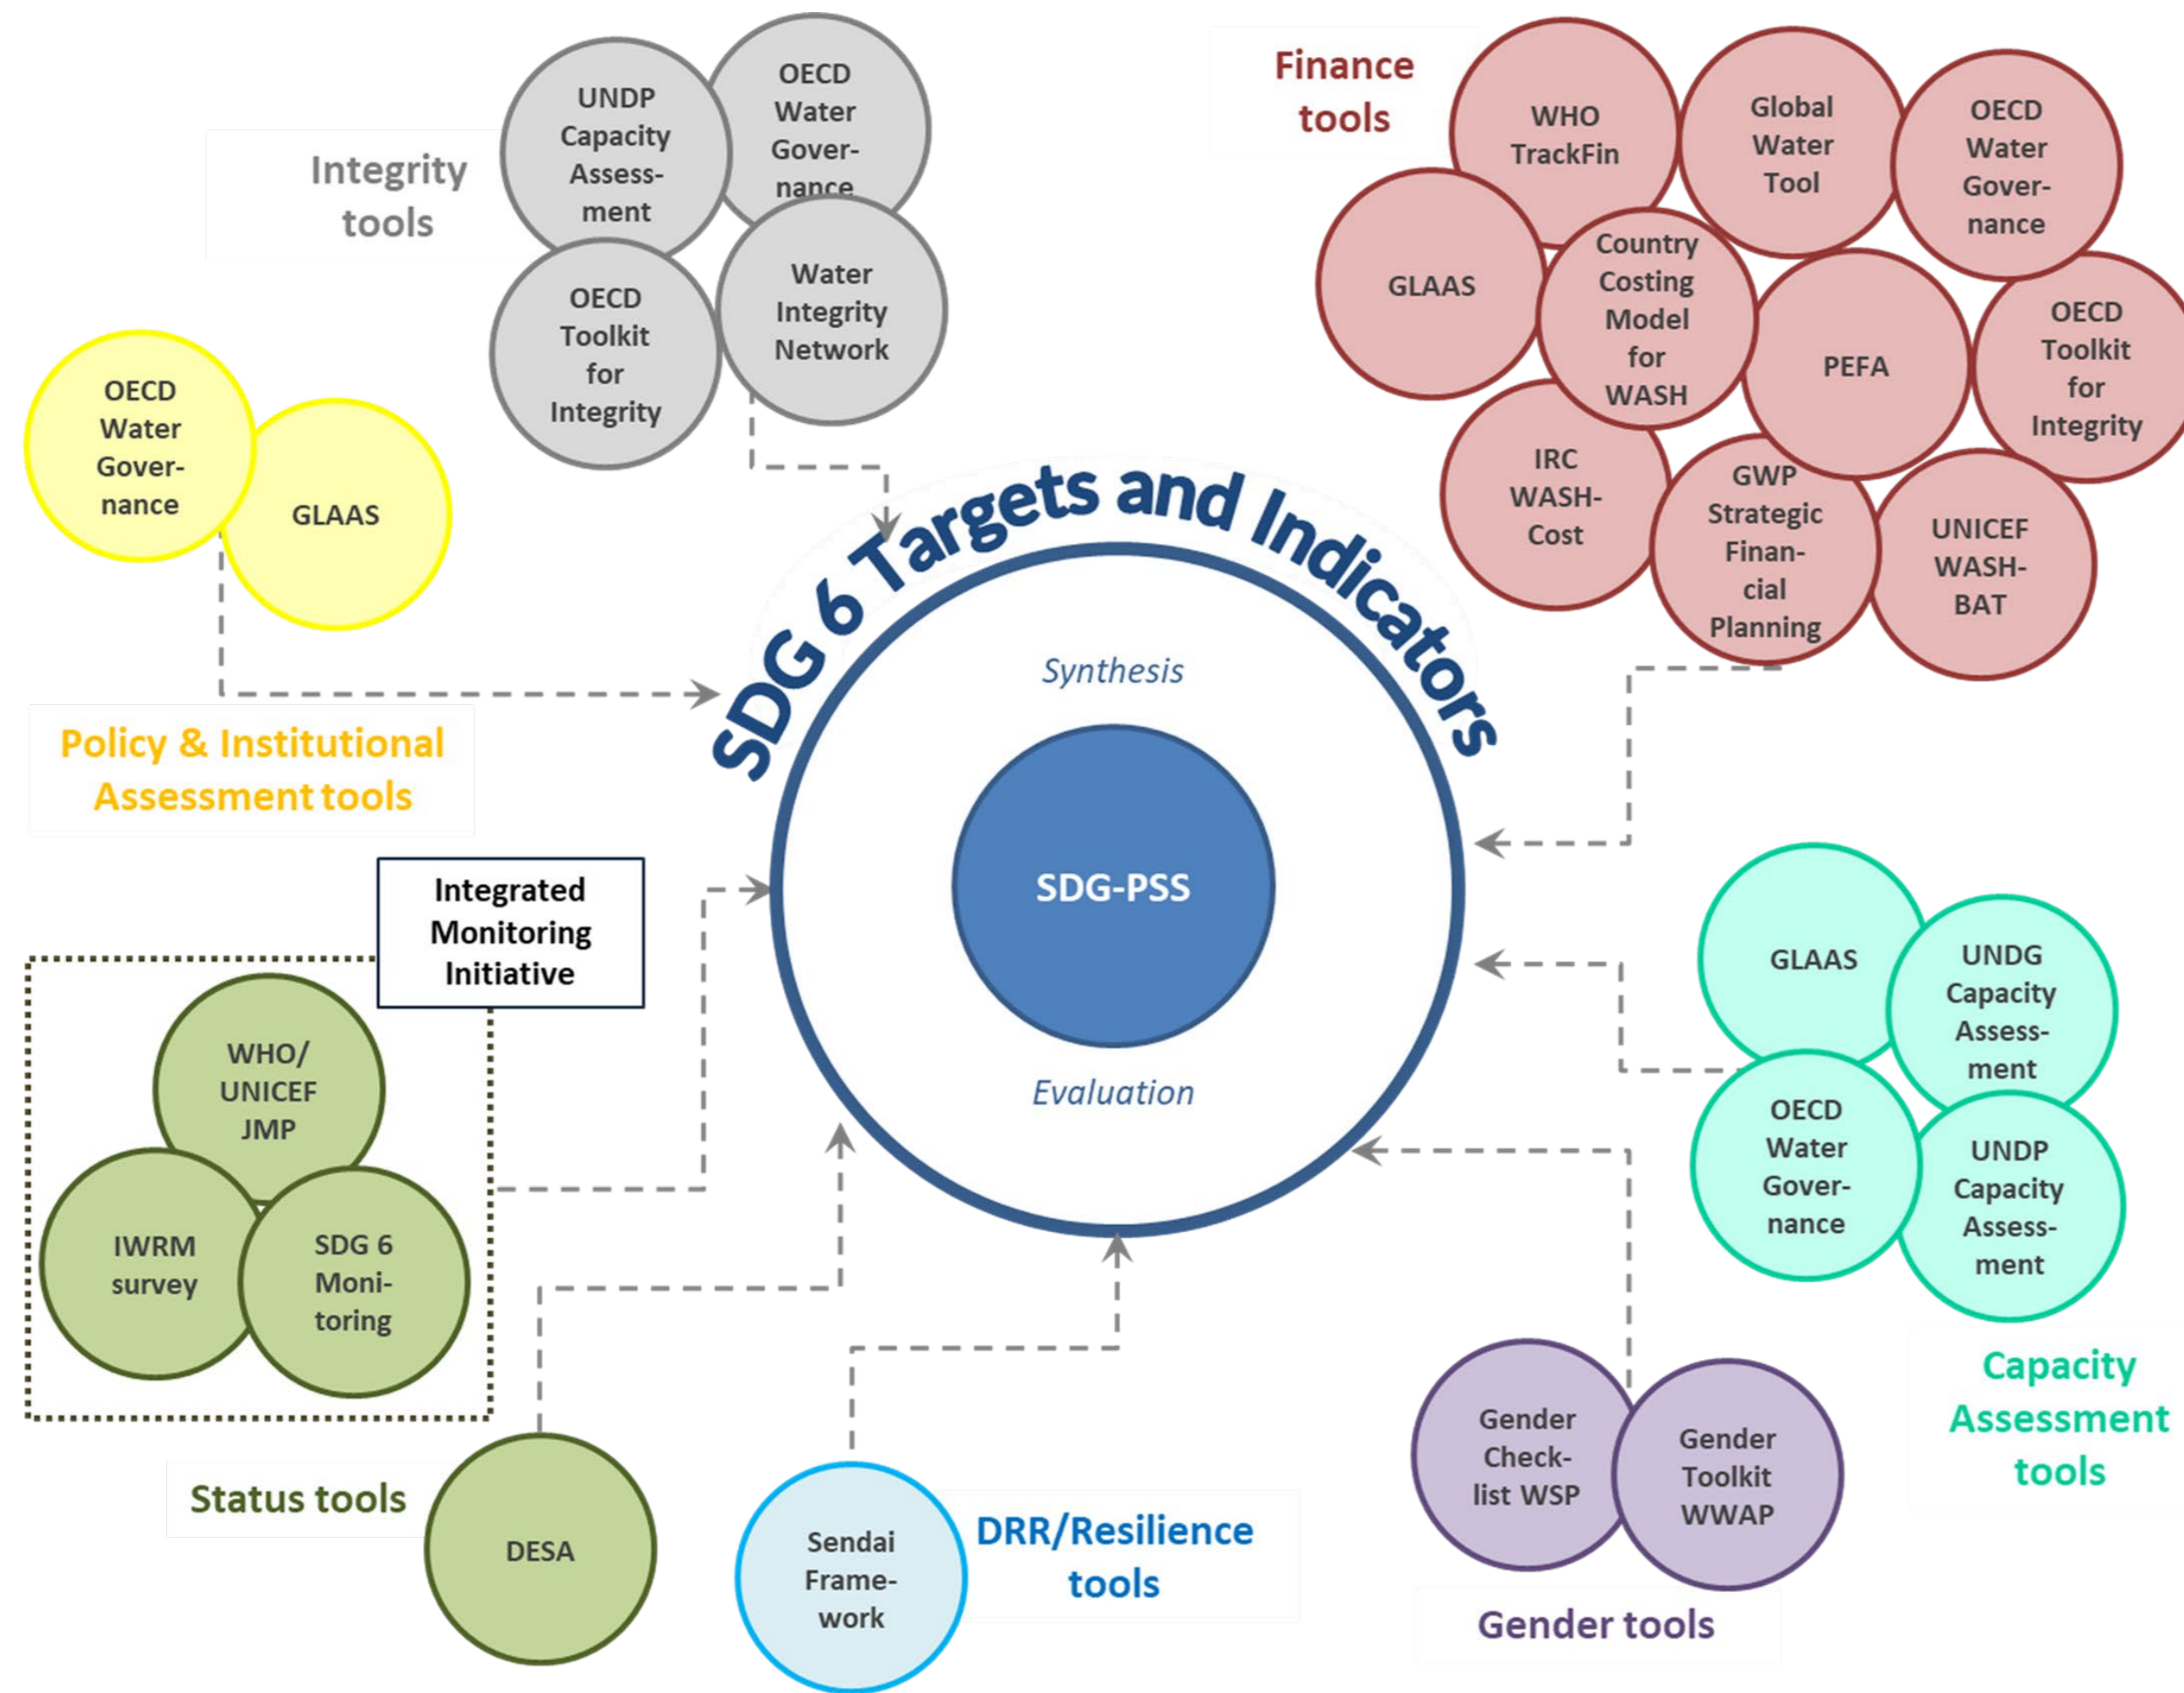 Integrity
tools
UNDP
Capacity
Assess-
ment
OECD
Water
Gover-
nance
OECD
Toolkit
for
Integrity
Water
Integrity
Network
Finance
tools
WHO
TrackFin
Global
Water
Tool
OECD
Water
Gover-
nance
GLAAS
Country
Costing
Model
for
WASH
PEFA
OECD
Toolkit
for
Integrity
IRC
WASH-
Cost
GWP
Strategic
Finan-
cial
Planning
UNICEF
WASH-
BAT
OECD
Water
Gover-
nance
GLAAS
Policy & Institutional
Assessment tools
SDG 6 Targets and Indicators
Synthesis
SDG-PSS
Evaluation
Integrated
Monitoring
Initiative
WHO/
UNICEF
JMP
IWRM
survey
SDG 6
Moni-
toring
Status tools
DESA
Sendai
Frame-
work
DRR/Resilience
tools
Gender
Check-
list WSP
Gender
Toolkit
WWAP
Gender tools
GLAAS
UNDG
Capacity
Assess-
ment
OECD
Water
Gover-
nance
UNDP
Capacity
Assess-
ment
Capacity
Assessment
tools